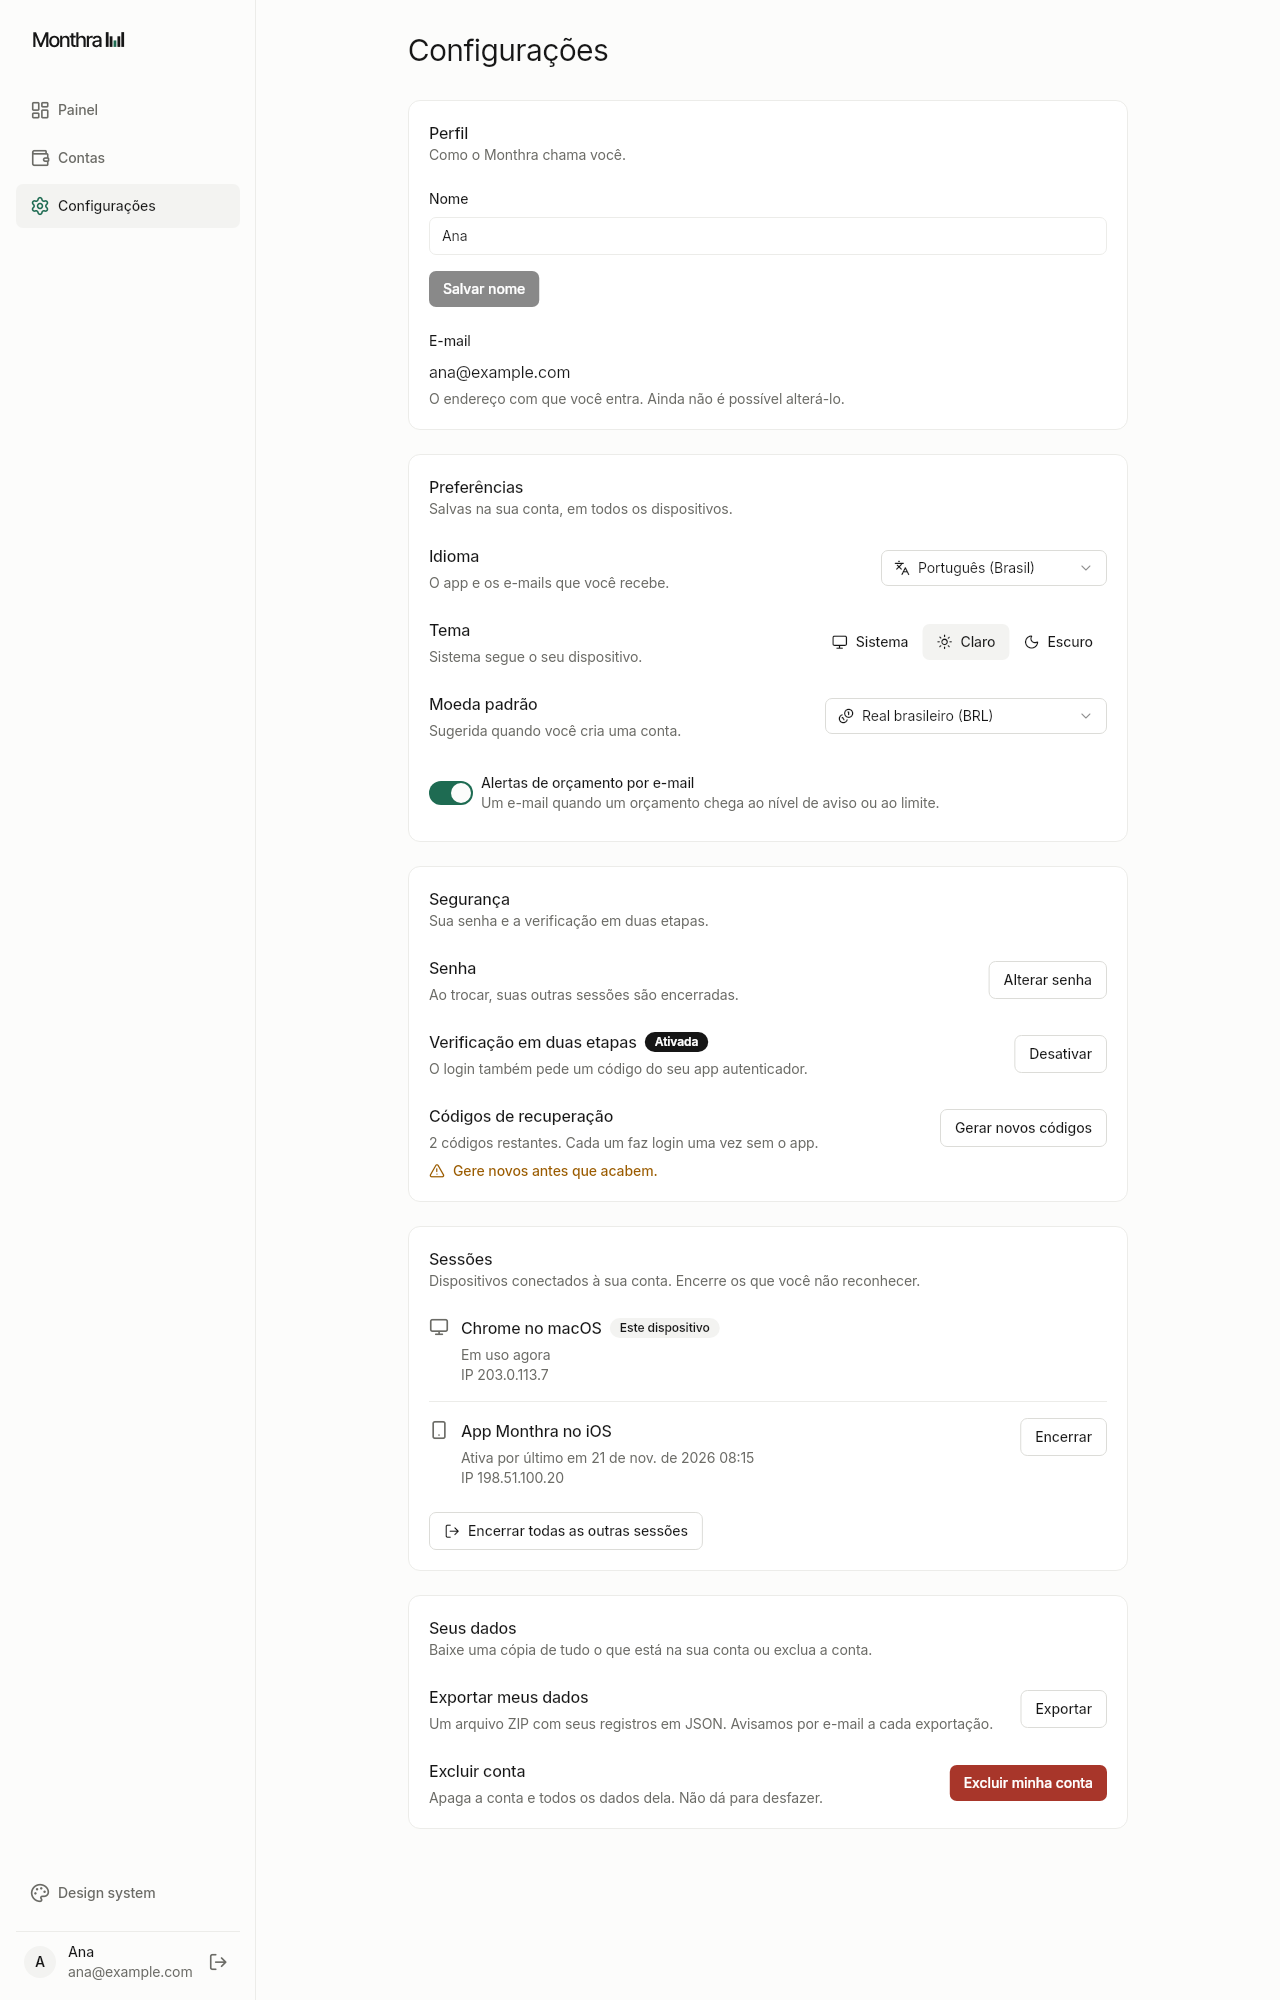 Monthra
Painel
Contas
Configurações
Configurações
Perfil
Como o Monthra chama você.
Nome
Ana
Salvar nome
E-mail
ana@example.com
O endereço com que você entra. Ainda não é possível alterá-lo.
Preferências
Salvas na sua conta, em todos os dispositivos.
Idioma
O app e os e-mails que você recebe.
Português (Brasil)
Tema
Sistema segue o seu dispositivo.
Sistema
Claro
Escuro
Moeda padrão
Sugerida quando você cria uma conta.
Real brasileiro (BRL)
Alertas de orçamento por e-mail
Um e-mail quando um orçamento chega ao nível de aviso ou ao limite.
Segurança
Sua senha e a verificação em duas etapas.
Senha
Ao trocar, suas outras sessões são encerradas.
Alterar senha
Verificação em duas etapas Ativada
O login também pede um código do seu app autenticador.
Desativar
Códigos de recuperação
2 códigos restantes. Cada um faz login uma vez sem o app.
Gere novos antes que acabem.
Gerar novos códigos
Sessões
Dispositivos conectados à sua conta. Encerre os que você não reconhecer.
Chrome no macOS Este dispositivo
Em uso agora
IP 203.0.113.7
App Monthra no iOS
Ativa por último em 21 de nov. de 2026 08:15
IP 198.51.100.20
Encerrar
Encerrar todas as outras sessões
Seus dados
Baixe uma cópia de tudo o que está na sua conta ou exclua a conta.
Exportar meus dados
Um arquivo ZIP com seus registros em JSON. Avisamos por e-mail a cada exportação.
Exportar
Excluir conta
Apaga a conta e todos os dados dela. Não dá para desfazer.
Excluir minha conta
Design system
A
Ana
ana@example.com